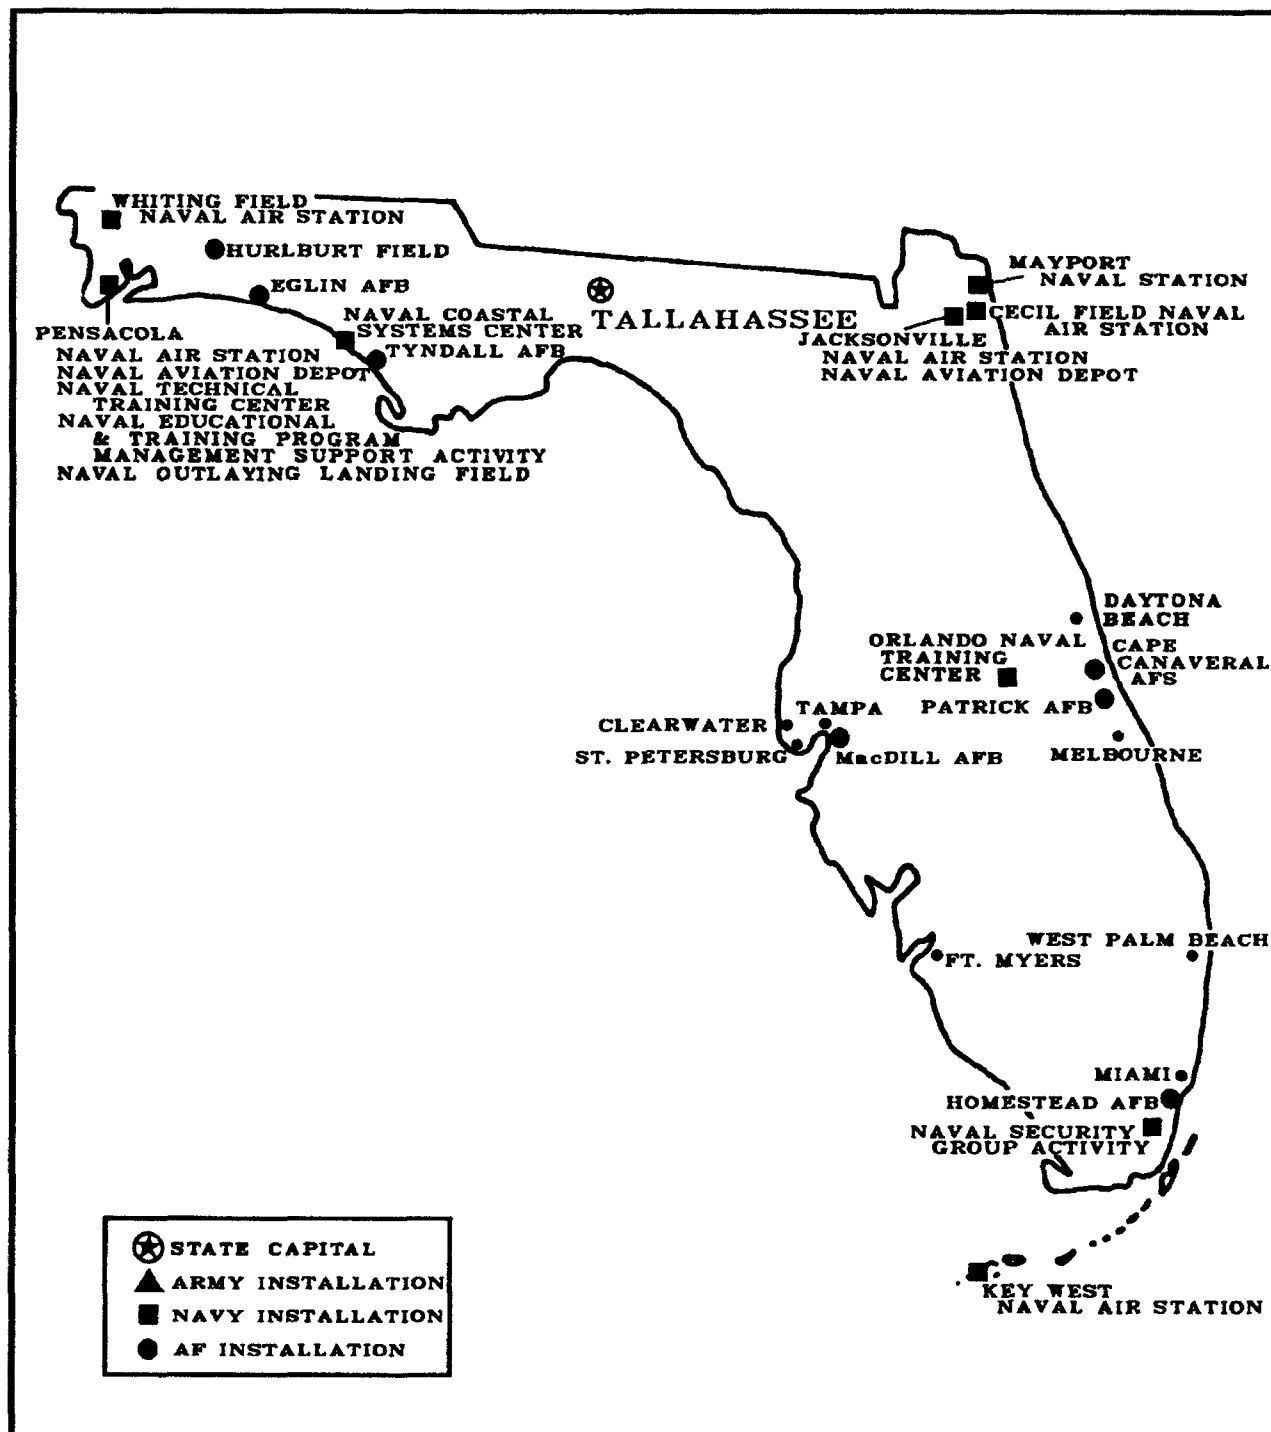 WHITING FIELD
NAVAL AIR STATION
HURLBURT FIELD
EGLIN AFB
PENSACOLA
NAVAL AIR STATION
NAVAL AVIATION DEPOT
NAVAL TECHNICAL
TRAINING CENTER
NAVAL EDUCATIONAL
& TRAINING PROGRAM
MANAGEMENT SUPPORT ACTIVITY
NAVAL OUTLAYING LANDING FIELD
NAVAL COASTAL
SYSTEMS CENTER
TYNDALL AFB
TALLAHASSEE
MAYPORT
NAVAL STATION
CECIL FIELD NAVAL
AIR STATION
JACKSONVILLE
NAVAL AIR STATION
NAVAL AVIATION DEPOT
DAYTONA
BEACH
ORLANDO NAVAL
TRAINING
CENTER
CAPE
CANAVERAL
AFS
PATRICK AFB
MELBOURNE
CLEARWATER
TAMPA
ST. PETERSBURG
MacDILL AFB
WEST PALM BEACH
FT. MYERS
MIAMI
HOMESTEAD AFB
NAVAL SECURITY
GROUP ACTIVITY
KEY WEST
NAVAL AIR STATION
STATE CAPITAL
ARMY INSTALLATION
NAVY INSTALLATION
AF INSTALLATION